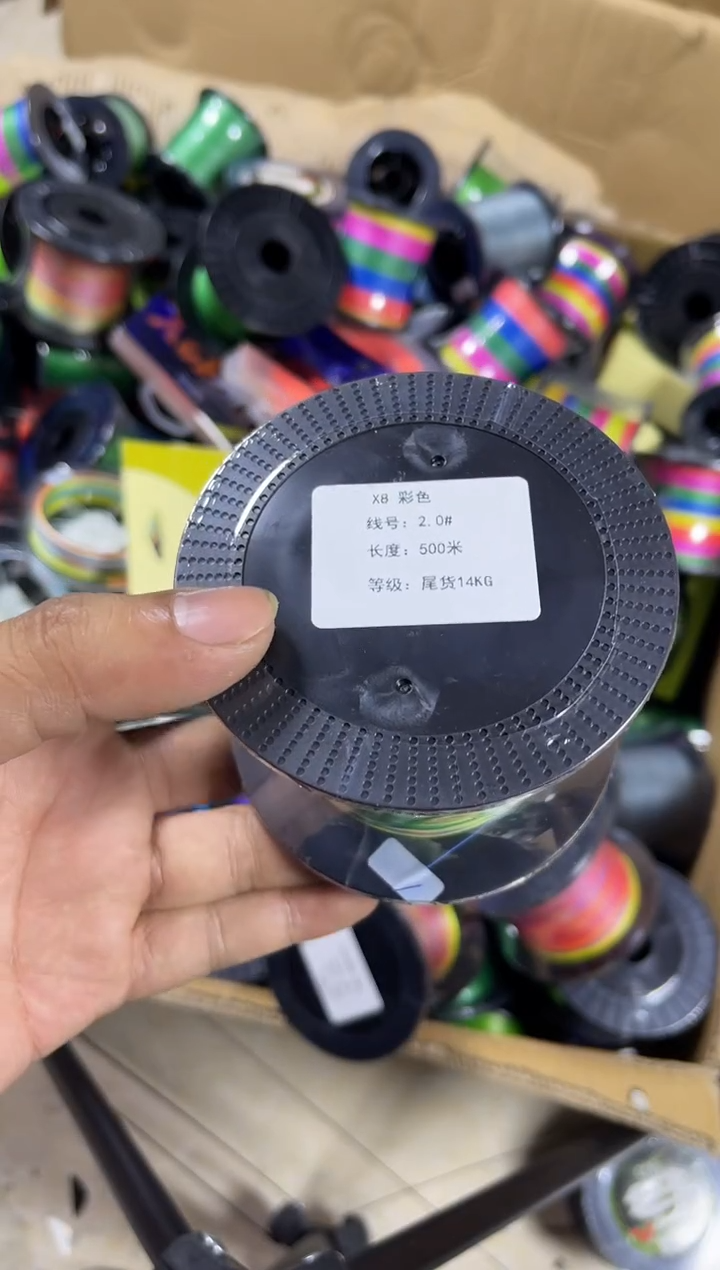 X8 彩色
线号: 2.0#
长度: 500米
等级: 尾货14KG